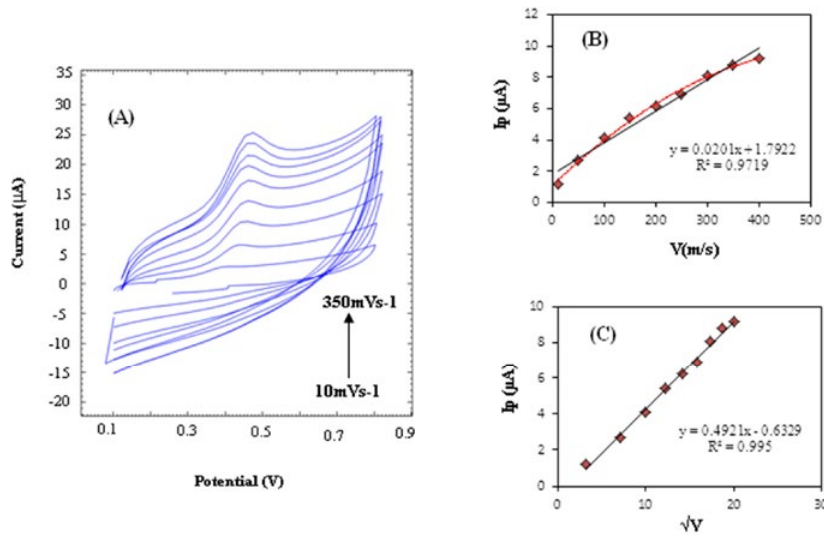 (A)
35
30
25
20
15
10
5
0
-5
-10
-15
-20
Current (µA)
0.1 0.3 0.5 0.7 0.9
Potential (V)
350mVs-1
10mVs-1
(B)
12
10
8
6
4
2
0
Ip (µA)
y = 0.0201x + 1.7922
R² = 0.9719
0 100 200 300 400 500
V(m/s)
(C)
10
8
6
4
2
0
Ip (µA)
y = 0.4921x - 0.6329
R² = 0.995
0 10 20 30
√V